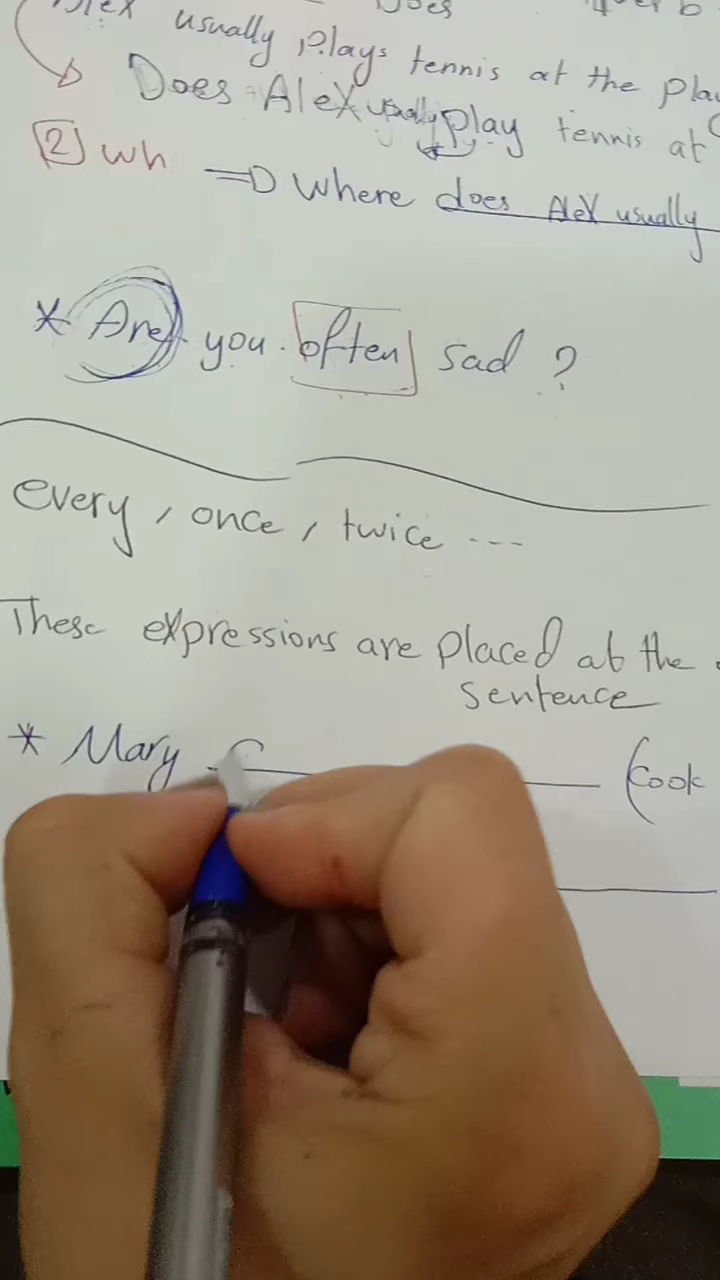 Alex usually plays tennis at the
Does Alex usually play tennis at
2 wh => Where does Alex usually
* Are you often sad ?
every, once, twice ---
These expressions are placed at the
sentence
* Mary (Cook